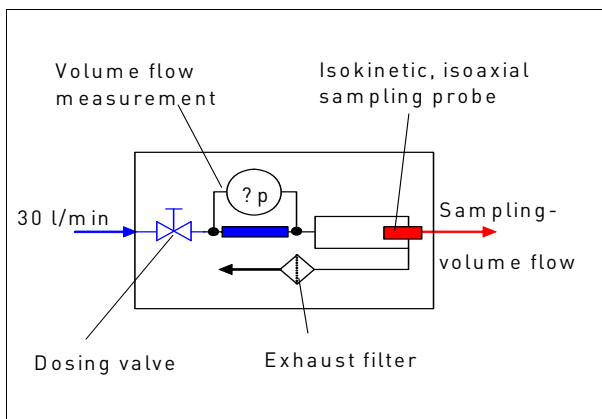 Volume flow
measurement
Isokinetic, isoaxial
sampling probe
? p
30 l/min
Sampling-
volume flow
Dosing valve
Exhaust filter